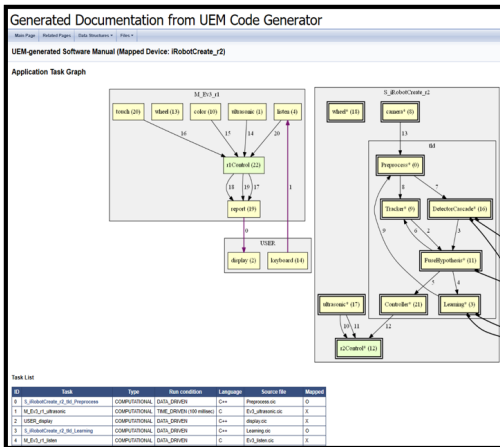 Generated Documentation from UEM Code Generator
Main Page Related Pages Data Structures Files
UEM-generated Software Manual (Mapped Device: iRobotCreate_r2)
Application Task Graph
M_Ev3_r1
touch (20) wheel (13) color (10) ultrasonic (1) listen (4)
16 15 14 20
r1Control (22)
18 19 17 1
report (19)
0
USER
display (2) keyboard (14)
S_iRobotCreate_r2
wheel* (18) camera* (8)
13
tld
Preprocess* (0)
8 7
Tracker* (9) DetectorCascade* (16)
9 6 2 3
FuseHypothesis* (11)
5 4
ultrasonic* (17) Controller* (21) Learning* (3)
10 11 12
r2Control* (12)
Task List
ID Task Type Run condition Language Source file Mapped
0 S_iRobotCreate_r2_tld_Preprocess COMPUTATIONAL DATA_DRIVEN C++ Preprocess.cic O
1 M_Ev3_r1_ultrasonic COMPUTATIONAL TIME_DRIVEN (100 millisec) C Ev3_ultrasonic.cic X
2 USER_display COMPUTATIONAL DATA_DRIVEN C++ display.cic X
3 S_iRobotCreate_r2_tld_Learning COMPUTATIONAL DATA_DRIVEN C++ Learning.cic O
4 M_Ev3_r1_listen COMPUTATIONAL DATA_DRIVEN C Ev3_listen.cic X